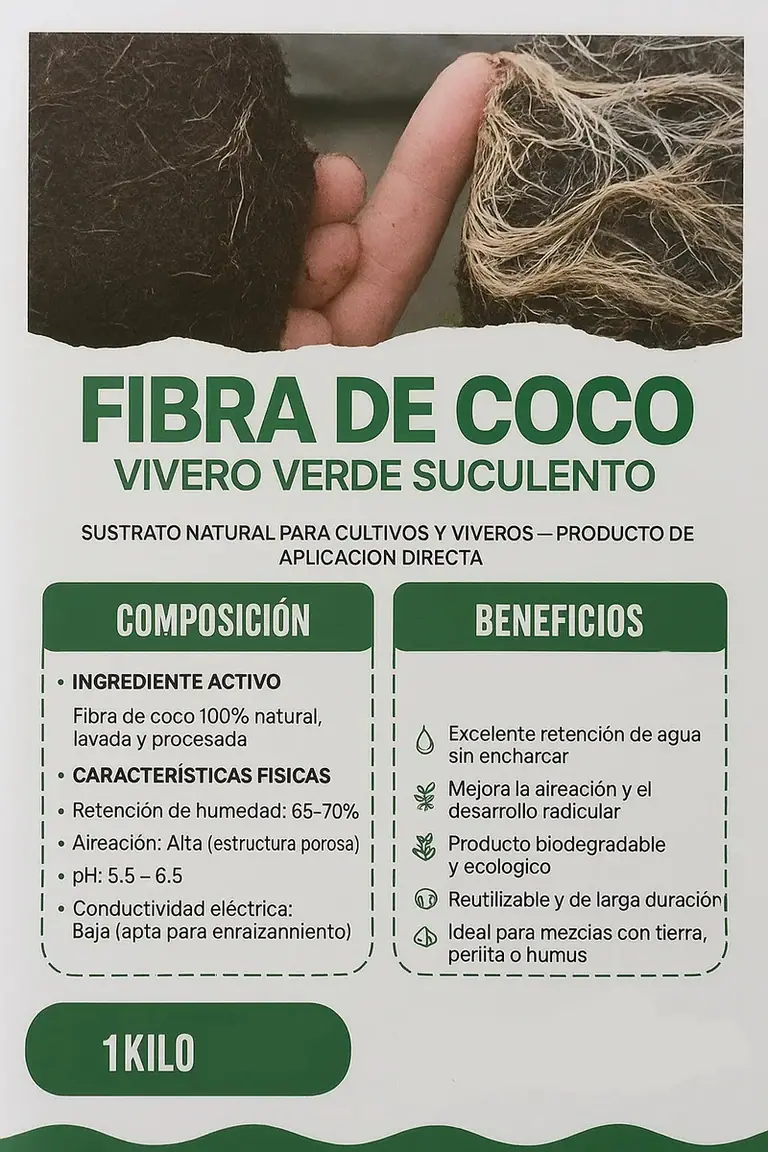 FIBRA DE COCO
VIVERO VERDE SUCULENTO
SUSTRATO NATURAL PARA CULTIVOS Y VIVEROS — PRODUCTO DE
APLICACION DIRECTA
COMPOSICIÓN
• INGREDIENTE ACTIVO
Fibra de coco 100% natural,
lavada y procesada
• CARACTERÍSTICAS FISICAS
• Retención de humedad: 65–70%
• Aireación: Alta (estructura porosa)
• pH: 5.5 – 6.5
• Conductividad eléctrica:
Baja (apta para enraizanniento)
BENEFICIOS
Excelente retención de agua
sin encharcar
Mejora la aireación y el
desarrollo radicular
Producto biodegradable
y ecologico
Reutilizable y de larga duración
Ideal para mezcias con tierra,
periita o humus
1 KILO